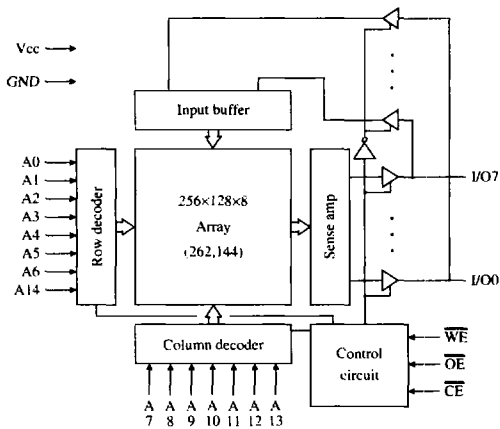 Vcc
GND
Input buffer
A0
A1
A2
A3
A4
A5
A6
A14
Row decoder
256×128×8
Array
(262,144)
Sense amp
I/O7
I/O0
Column decoder
Control
circuit
WE
OE
CE
A A A A A A A
7 8 9 10 11 12 13